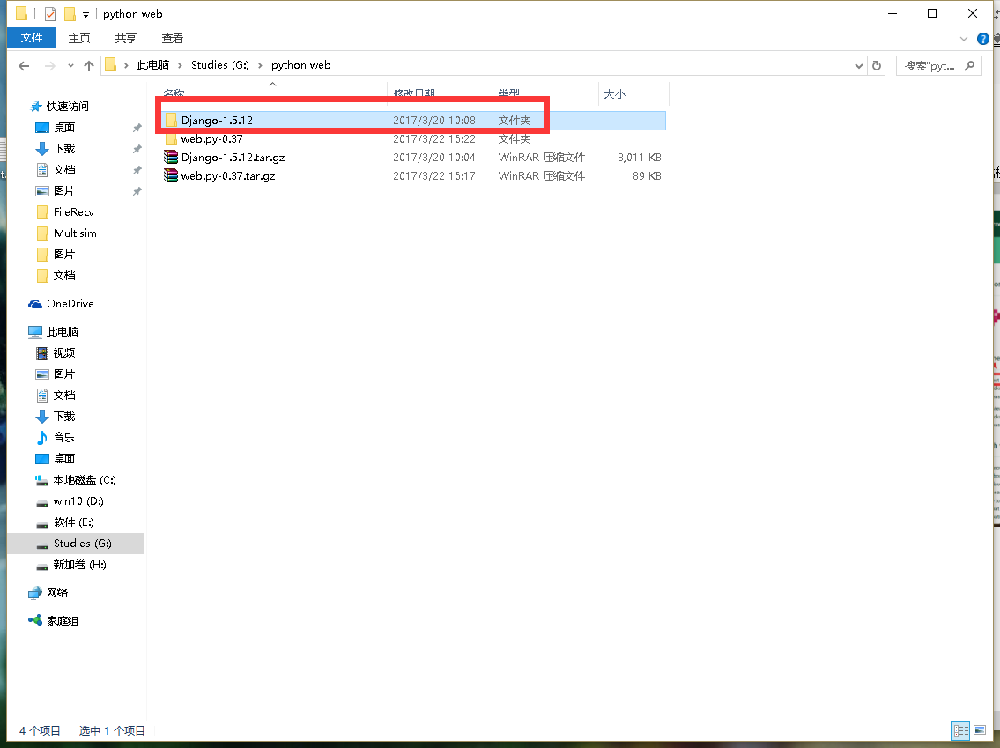 python web
文件 主页 共享 查看
此电脑 Studies (G:) python web 搜索"pyt...
名称 修改日期 类型 大小
Django-1.5.12 2017/3/20 10:08 文件夹
web.py-0.37 2017/3/22 16:22 文件夹
Django-1.5.12.tar.gz 2017/3/20 10:04 WinRAR 压缩文件 8,011 KB
web.py-0.37.tar.gz 2017/3/22 16:17 WinRAR 压缩文件 89 KB
快速访问
桌面
下载
文档
图片
FileRecv
Multisim
图片
文档
OneDrive
此电脑
视频
图片
文档
下载
音乐
桌面
本地磁盘 (C:)
win10 (D:)
软件 (E:)
Studies (G:)
新加卷 (H:)
网络
家庭组
4 个项目 选中 1 个项目